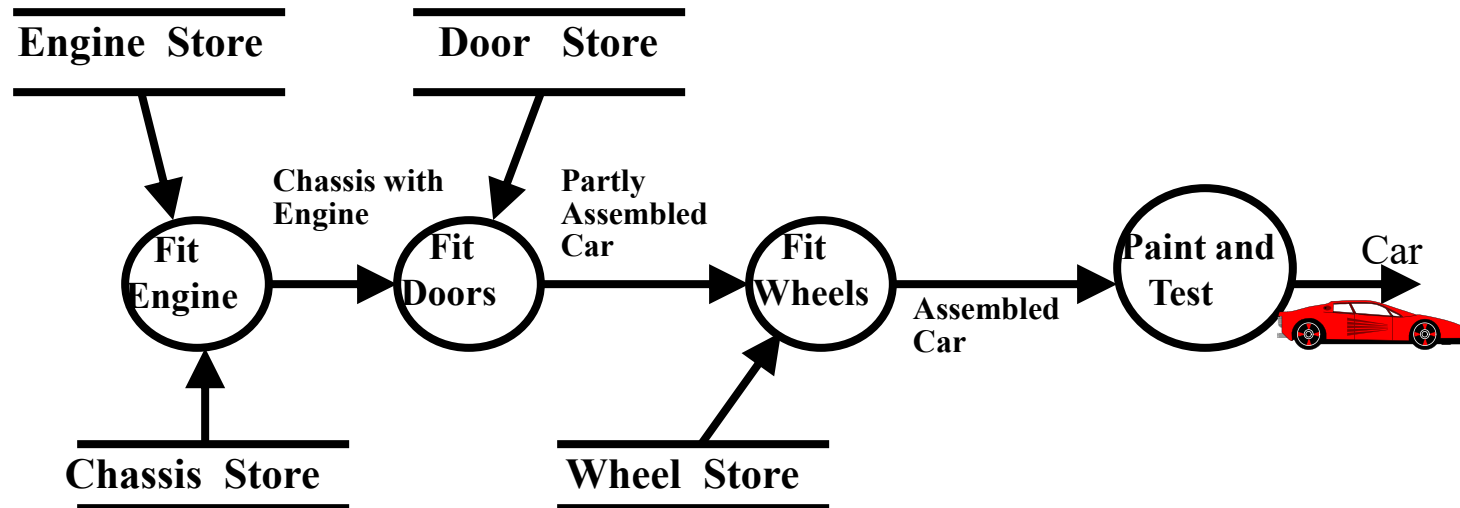 Engine Store
Door Store
Chassis with
Engine
Partly
Assembled
Car
Fit
Engine
Fit
Doors
Fit
Wheels
Assembled
Car
Paint and
Test
Car
Chassis Store
Wheel Store